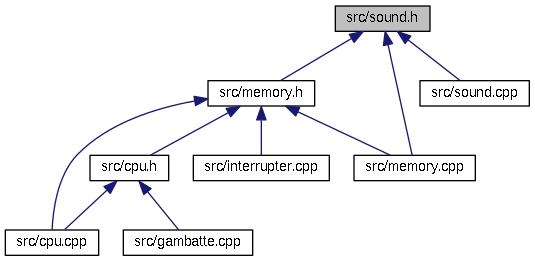 src/sound.h
src/memory.h
src/sound.cpp
src/cpu.h
src/interrupter.cpp
src/memory.cpp
src/cpu.cpp
src/gambatte.cpp